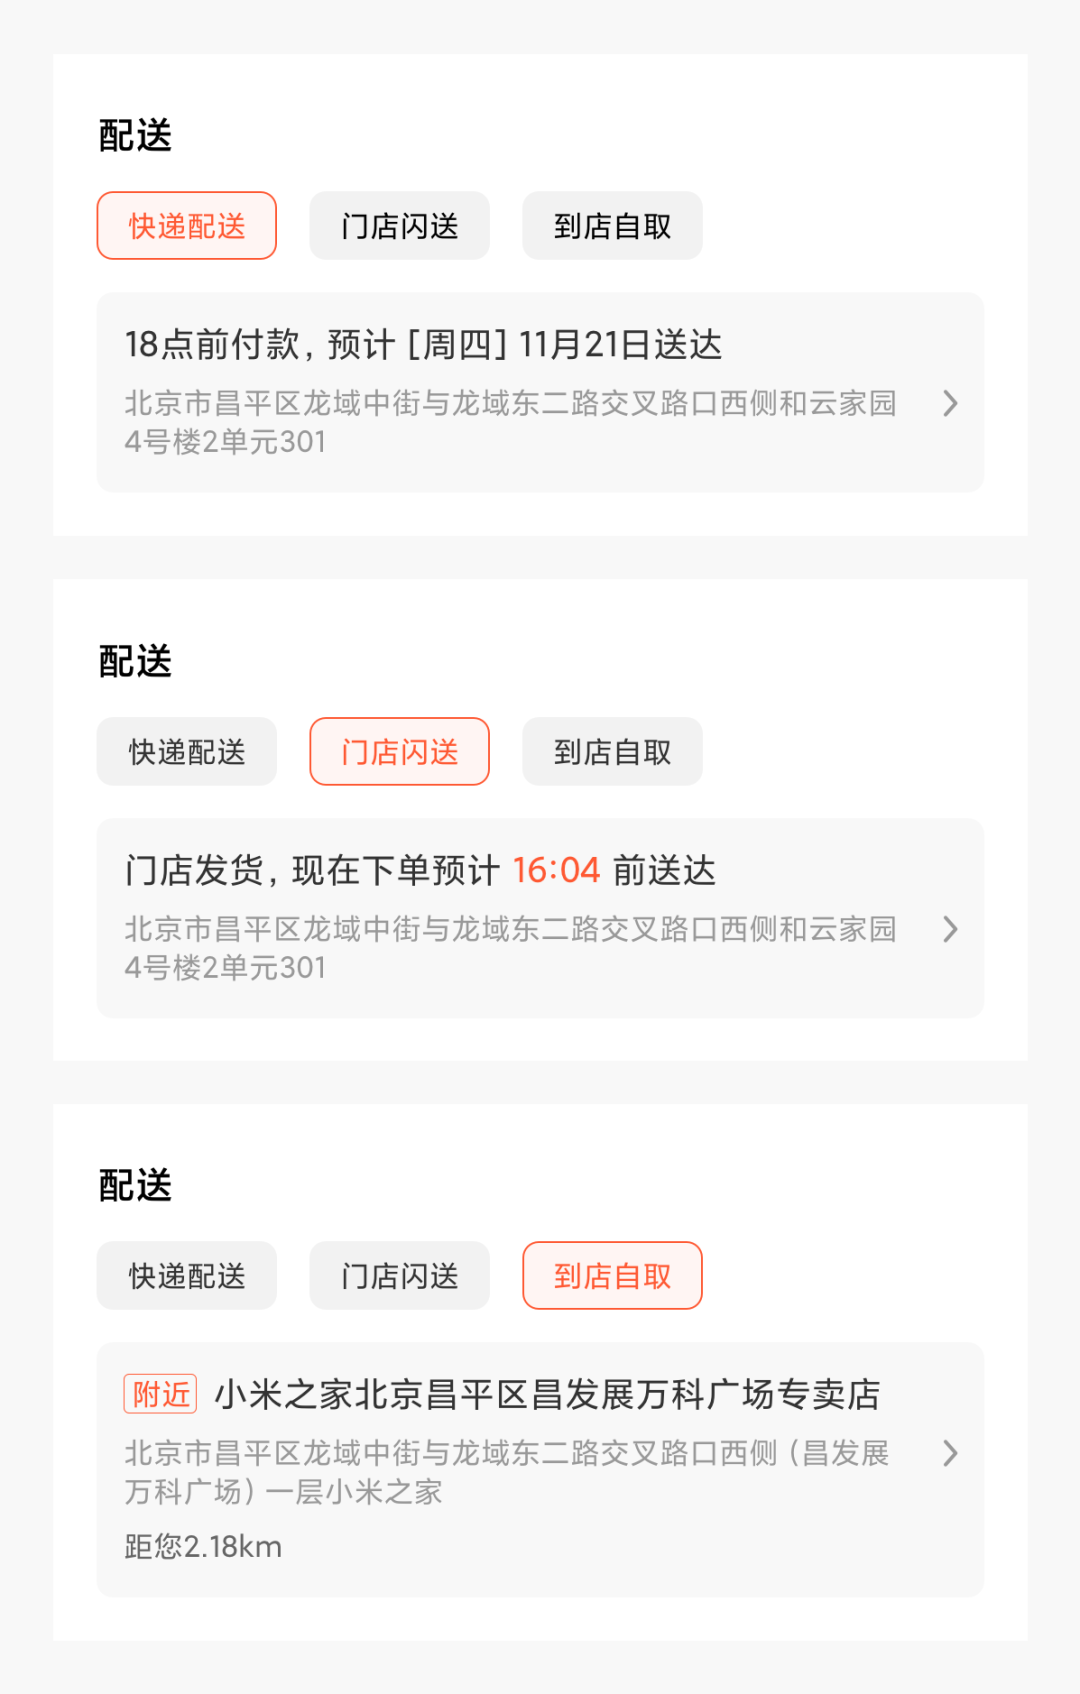 配送
快递配送 门店闪送 到店自取
18点前付款, 预计 [周四] 11月21日送达
北京市昌平区龙域中街与龙域东二路交叉路口西侧和云家园
4号楼2单元301
配送
快递配送 门店闪送 到店自取
门店发货, 现在下单预计 16:04 前送达
北京市昌平区龙域中街与龙域东二路交叉路口西侧和云家园
4号楼2单元301
配送
快递配送 门店闪送 到店自取
附近 小米之家北京昌平区昌发展万科广场专卖店
北京市昌平区龙域中街与龙域东二路交叉路口西侧（昌发展
万科广场）一层小米之家
距您2.18km